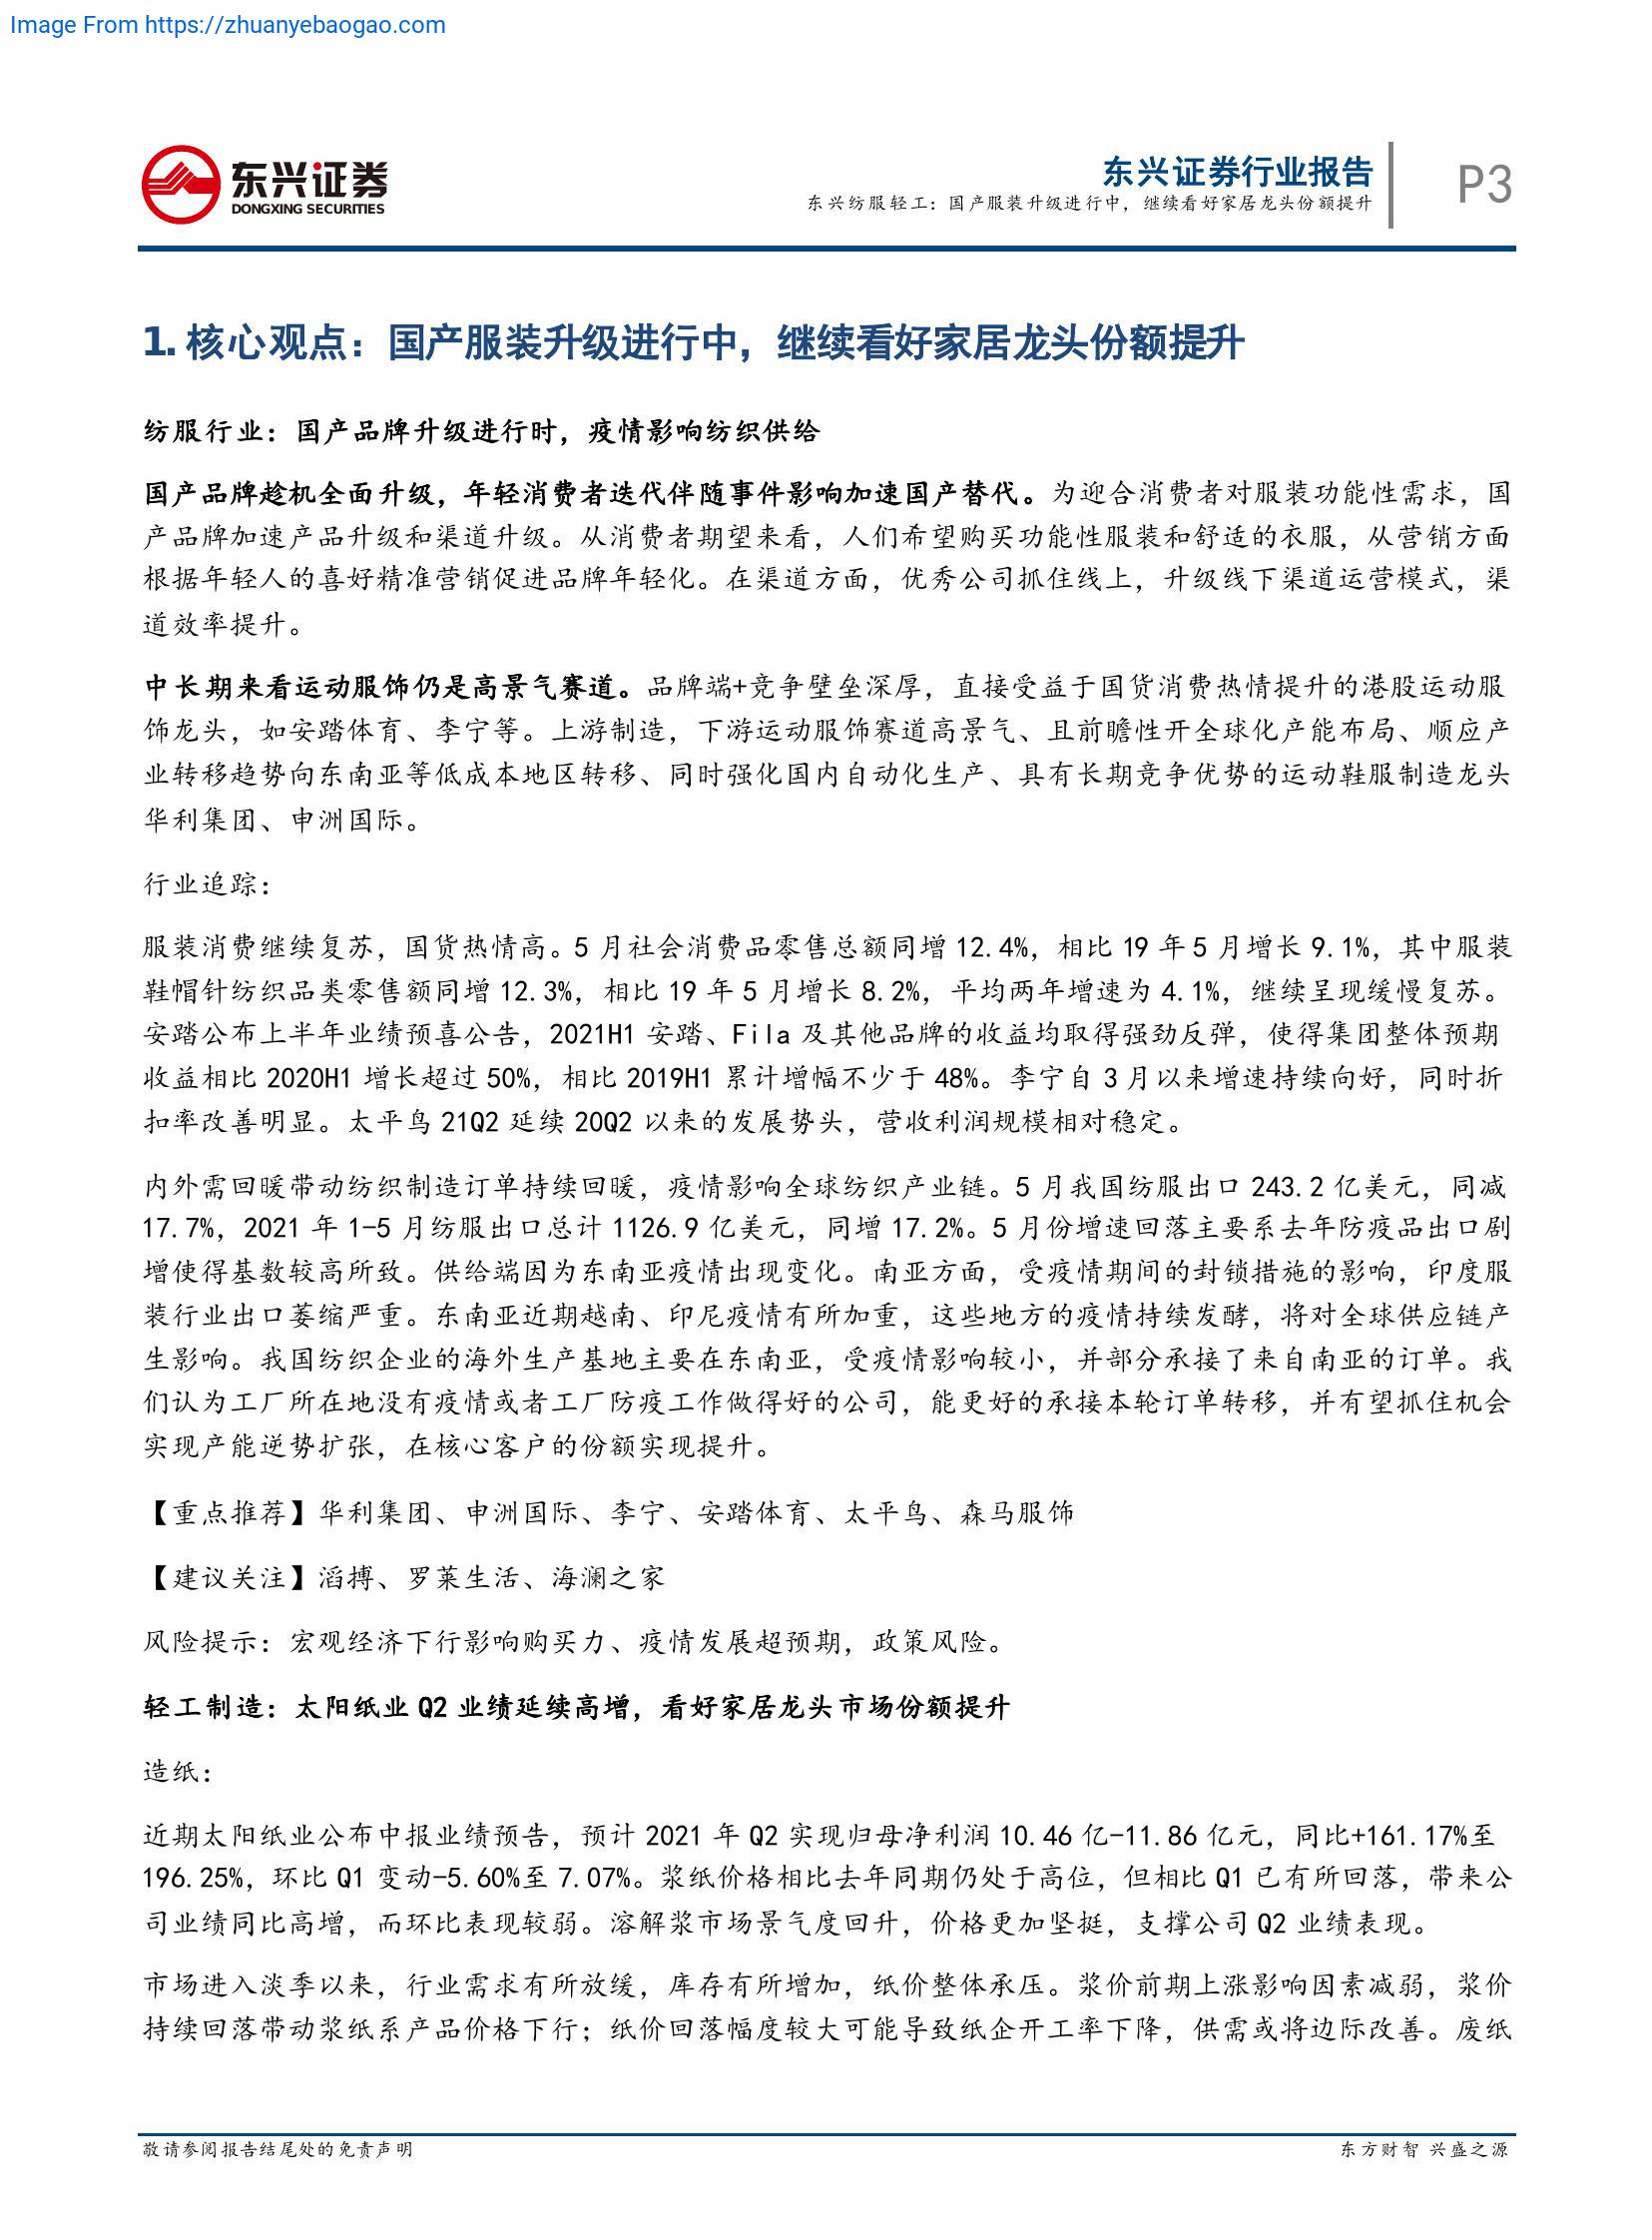 Image From https://zhuanyebaogao.com
东兴证券
DONGXING SECURITIES
东兴证券行业报告
东兴纺服轻工：国产服装升级进行中，继续看好家居龙头份额提升
P3
1. 核心观点：国产服装升级进行中，继续看好家居龙头份额提升
纺服行业：国产品牌升级进行时，疫情影响纺织供给
国产品牌趁机全面升级，年轻消费者迭代伴随事件影响加速国产替代。为迎合消费者对服装功能性需求，国
产品牌加速产品升级和渠道升级。从消费者期望来看，人们希望购买功能性服装和舒适的衣服，从营销方面
根据年轻人的喜好精准营销促进品牌年轻化。在渠道方面，优秀公司抓住线上，升级线下渠道运营模式，渠
道效率提升。
中长期来看运动服饰仍是高景气赛道。品牌端+竞争壁垒深厚，直接受益于国货消费热情提升的港股运动服
饰龙头，如安踏体育、李宁等。上游制造，下游运动服饰赛道高景气、且前瞻性开全球化产能布局、顺应产
业转移趋势向东南亚等低成本地区转移、同时强化国内自动化生产、具有长期竞争优势的运动鞋服制造龙头
华利集团、申洲国际。
行业追踪：
服装消费继续复苏，国货热情高。5 月社会消费品零售总额同增 12.4%，相比 19 年 5 月增长 9.1%，其中服装
鞋帽针纺织品类零售额同增 12.3%，相比 19 年 5 月增长 8.2%，平均两年增速为 4.1%，继续呈现缓慢复苏。
安踏公布上半年业绩预喜公告，2021H1 安踏、Fila 及其他品牌的收益均取得强劲反弹，使得集团整体预期
收益相比 2020H1 增长超过 50%，相比 2019H1 累计增幅不少于 48%。李宁自 3 月以来增速持续向好，同时折
扣率改善明显。太平鸟 21Q2 延续 20Q2 以来的发展势头，营收利润规模相对稳定。
内外需回暖带动纺织制造订单持续回暖，疫情影响全球纺织产业链。5 月我国纺服出口 243.2 亿美元，同减
17.7%，2021 年 1-5 月纺服出口总计 1126.9 亿美元，同增 17.2%。5 月份增速回落主要系去年防疫品出口剧
增使得基数较高所致。供给端因为东南亚疫情出现变化。南亚方面，受疫情期间的封锁措施的影响，印度服
装行业出口萎缩严重。东南亚近期越南、印尼疫情有所加重，这些地方的疫情持续发酵，将对全球供应链产
生影响。我国纺织企业的海外生产基地主要在东南亚，受疫情影响较小，并部分承接了来自南亚的订单。我
们认为工厂所在地没有疫情或者工厂防疫工作做得好的公司，能更好的承接本轮订单转移，并有望抓住机会
实现产能逆势扩张，在核心客户的份额实现提升。
【重点推荐】华利集团、申洲国际、李宁、安踏体育、太平鸟、森马服饰
【建议关注】滔搏、罗莱生活、海澜之家
风险提示：宏观经济下行影响购买力、疫情发展超预期，政策风险。
轻工制造：太阳纸业 Q2 业绩延续高增，看好家居龙头市场份额提升
造纸：
近期太阳纸业公布中报业绩预告，预计 2021 年 Q2 实现归母净利润 10.46 亿-11.86 亿元，同比+161.17%至
196.25%，环比 Q1 变动-5.60%至 7.07%。浆纸价格相比去年同期仍处于高位，但相比 Q1 已有所回落，带来公
司业绩同比高增，而环比表现较弱。溶解浆市场景气度回升，价格更加坚挺，支撑公司 Q2 业绩表现。
市场进入淡季以来，行业需求有所放缓，库存有所增加，纸价整体承压。浆价前期上涨影响因素减弱，浆价
持续回落带动浆纸系产品价格下行；纸价回落幅度较大可能导致纸企开工率下降，供需或将边际改善。废纸
敬请参阅报告结尾处的免责声明
东方财智 兴盛之源